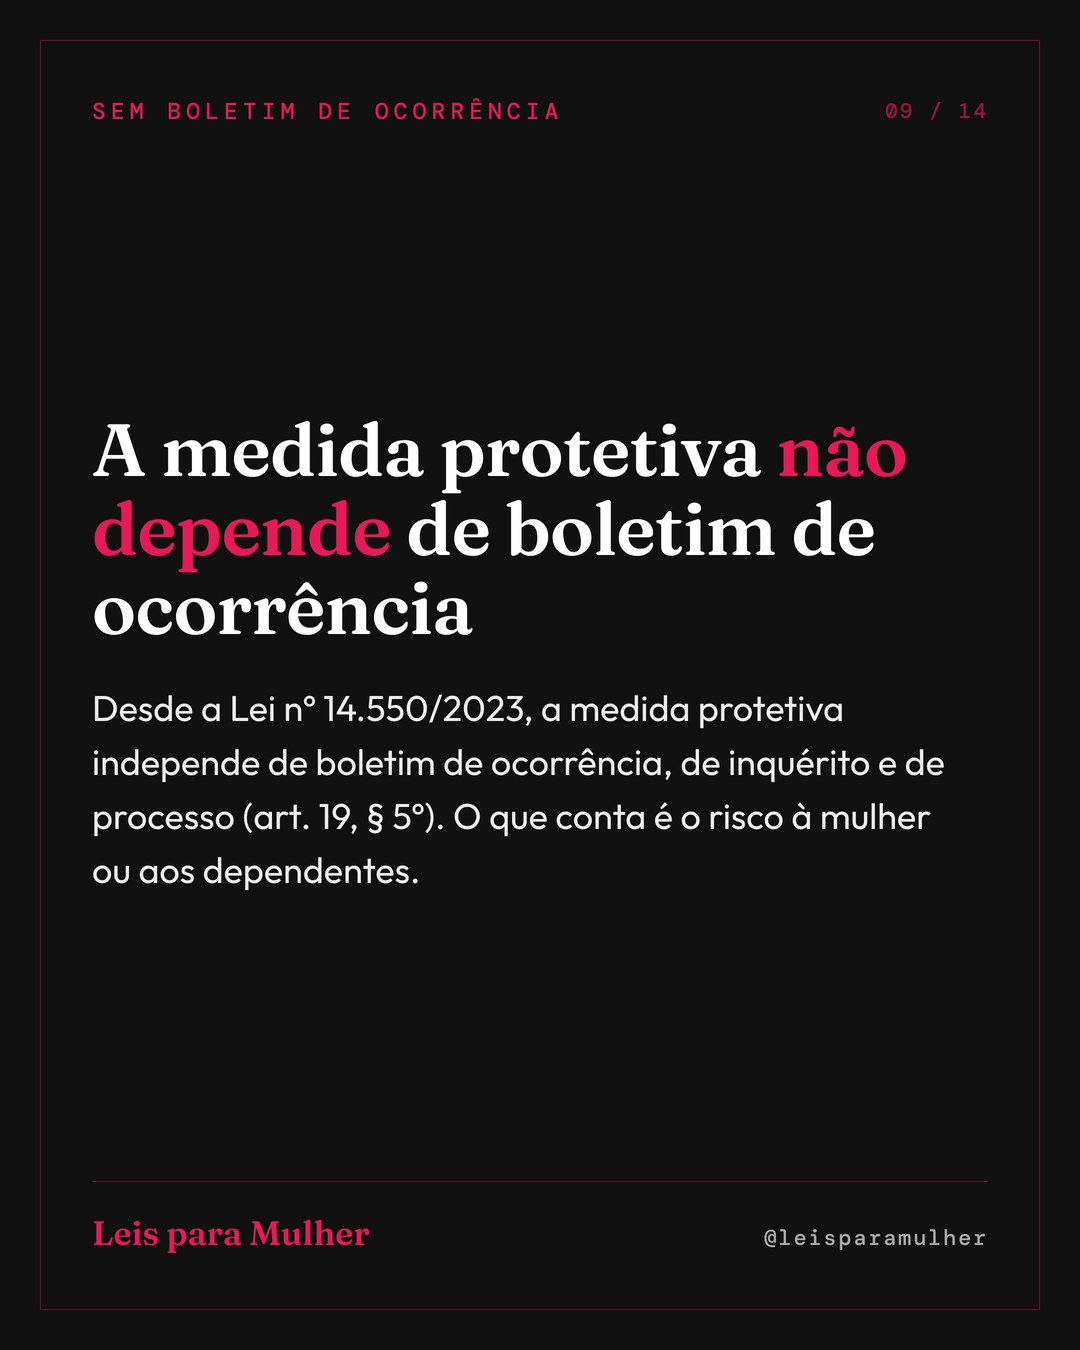 SEM BOLETIM DE OCORRÊNCIA
09 / 14
A medida protetiva não
depende de boletim de
ocorrência
Desde a Lei nº 14.550/2023, a medida protetiva
independe de boletim de ocorrência, de inquérito e de
processo (art. 19, § 5º). O que conta é o risco à mulher
ou aos dependentes.
Leis para Mulher
@leisparamulher